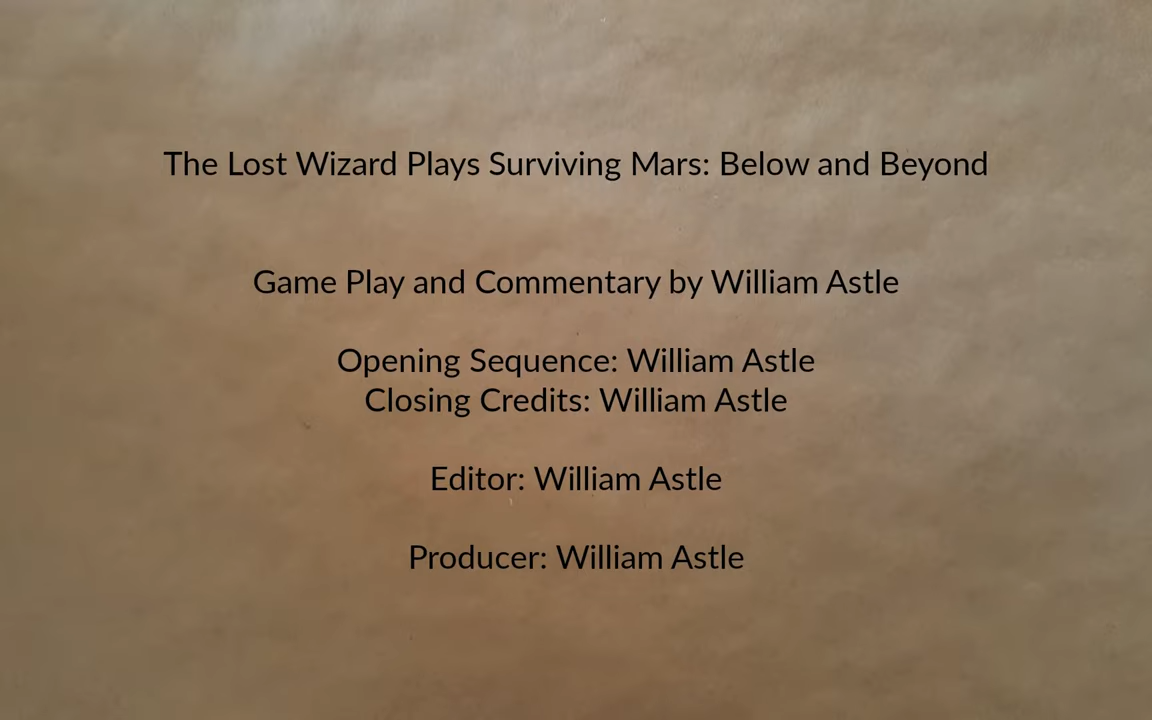 The Lost Wizard Plays Surviving Mars: Below and Beyond
Game Play and Commentary by William Astle
Opening Sequence: William Astle
Closing Credits: William Astle
Editor: William Astle
Producer: William Astle